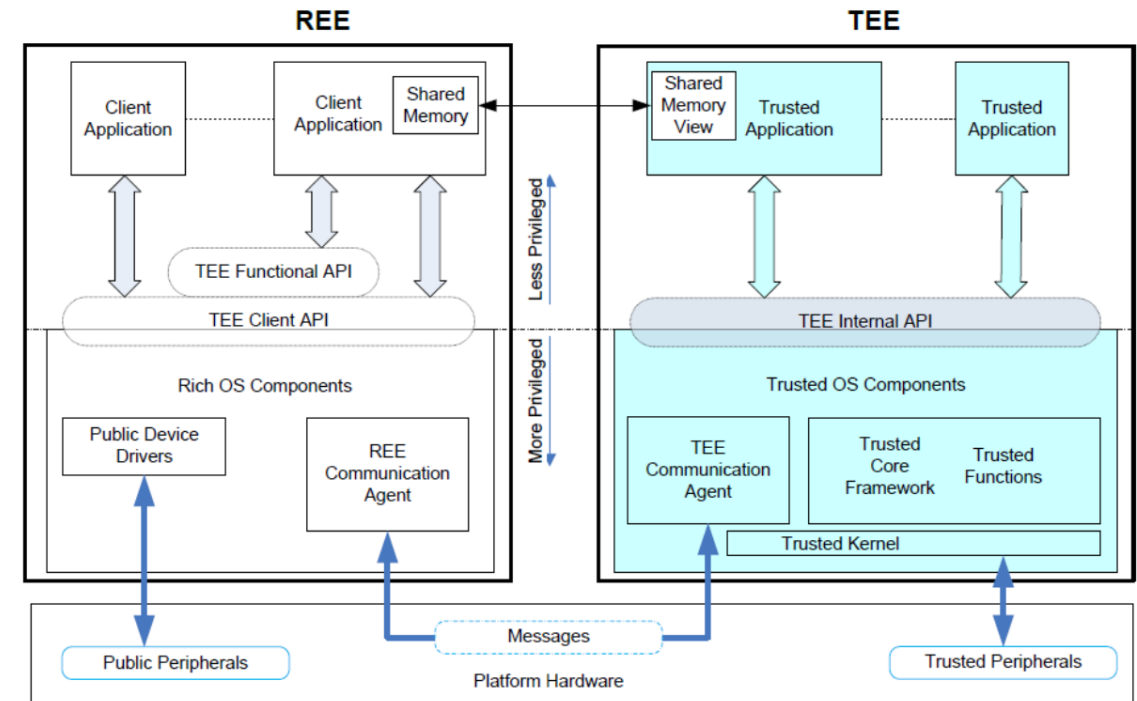 REE
TEE
Client
Application
Client
Application
Shared
Memory
Shared
Memory
View
Trusted
Application
Trusted
Application
Less Privileged
TEE Functional API
TEE Client API
TEE Internal API
More Privileged
Rich OS Components
Trusted OS Components
Public Device
Drivers
REE
Communication
Agent
TEE
Communication
Agent
Trusted
Core
Framework
Trusted
Functions
Trusted Kernel
Messages
Public Peripherals
Trusted Peripherals
Platform Hardware